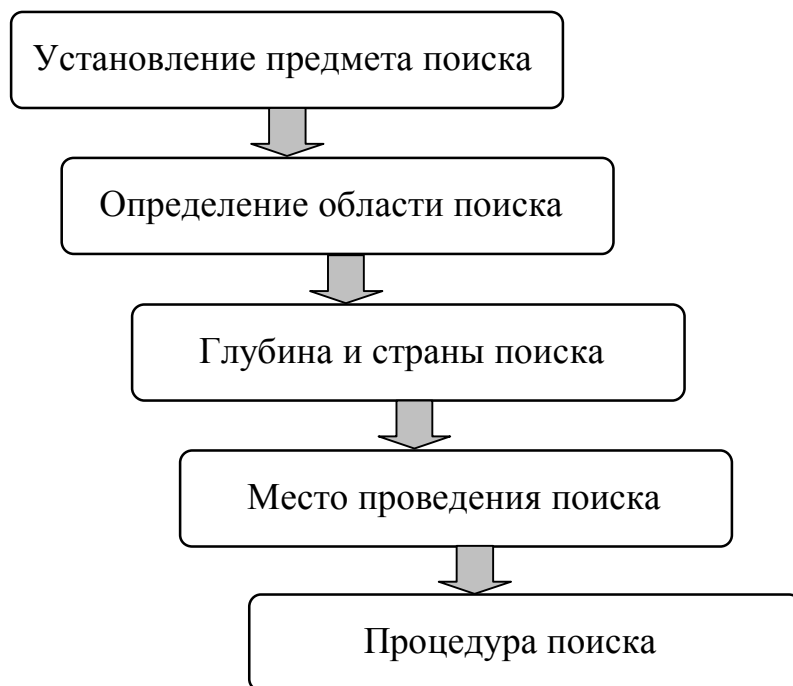 Установление предмета поиска
Определение области поиска
Глубина и страны поиска
Место проведения поиска
Процедура поиска